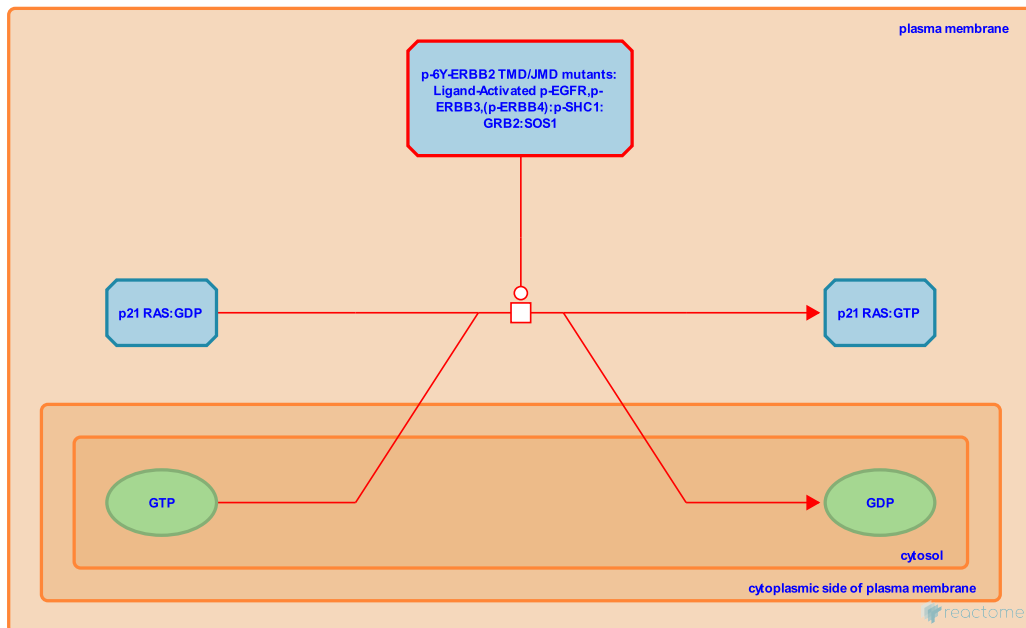 plasma membrane
p-6Y-ERBB2 TMD/JMD mutants:
Ligand-Activated p-EGFR,p-
ERBB3,(p-ERBB4):p-SHC1:
GRB2:SOS1
p21 RAS:GDP
p21 RAS:GTP
GTP
GDP
cytosol
cytoplasmic side of plasma membrane
reactome